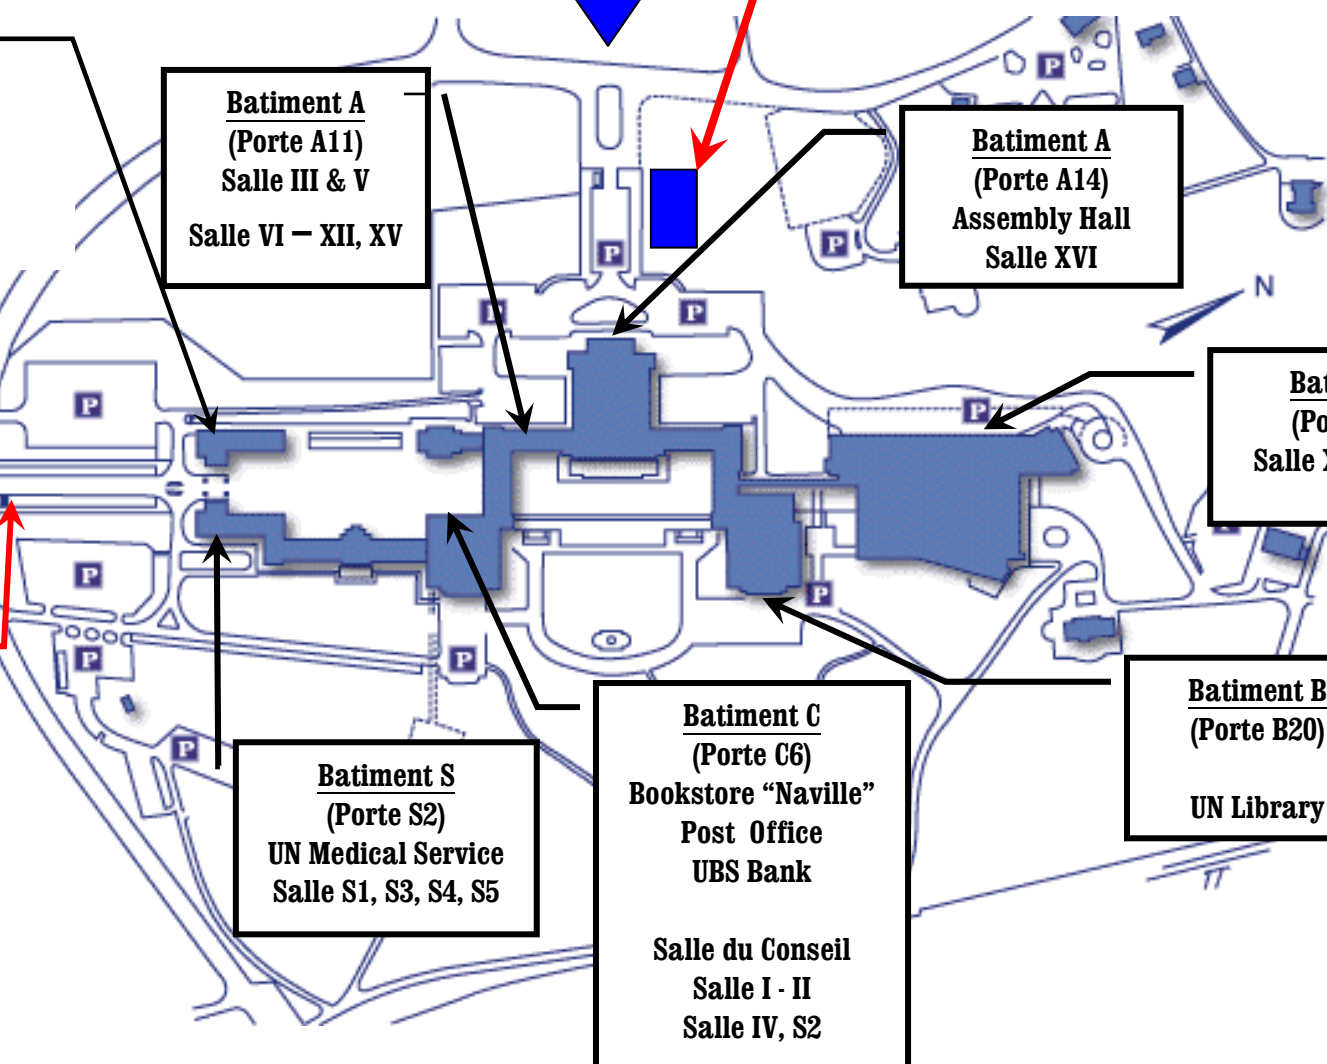 Batiment A
(Porte A11)
Salle III & V
Salle VI – XII, XV
Batiment A
(Porte A14)
Assembly Hall
Salle XVI
P
P
P
P
P
N
P
P
P
P
P
P
P
P
Batiment S
(Porte S2)
UN Medical Service
Salle S1, S3, S4, S5
Batiment C
(Porte C6)
Bookstore “Naville”
Post Office
UBS Bank
Salle du Conseil
Salle I - II
Salle IV, S2
Batiment B
(Porte B20)
UN Library